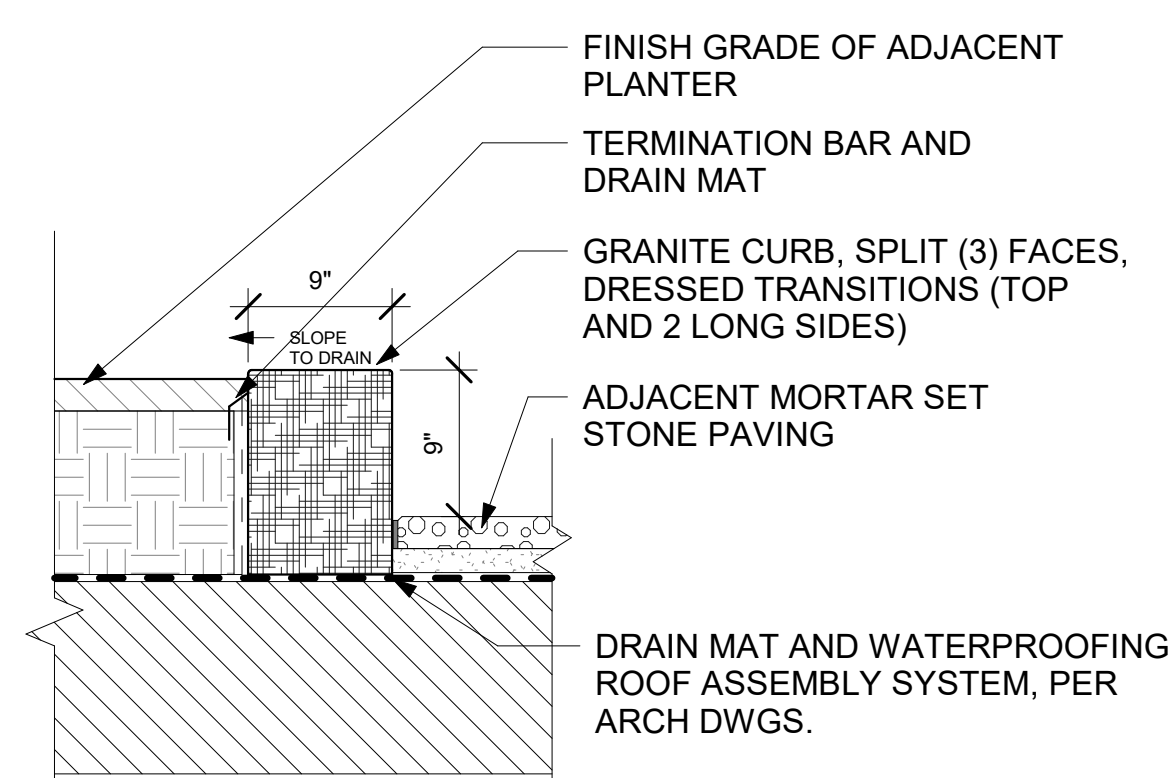 FINISH GRADE OF ADJACENT
PLANTER
TERMINATION BAR AND
DRAIN MAT
GRANITE CURB, SPLIT (3) FACES,
DRESSED TRANSITIONS (TOP
AND 2 LONG SIDES)
9"
SLOPE
TO DRAIN
ADJACENT MORTAR SET
STONE PAVING
9"
DRAIN MAT AND WATERPROOFING
ROOF ASSEMBLY SYSTEM, PER
ARCH DWGS.